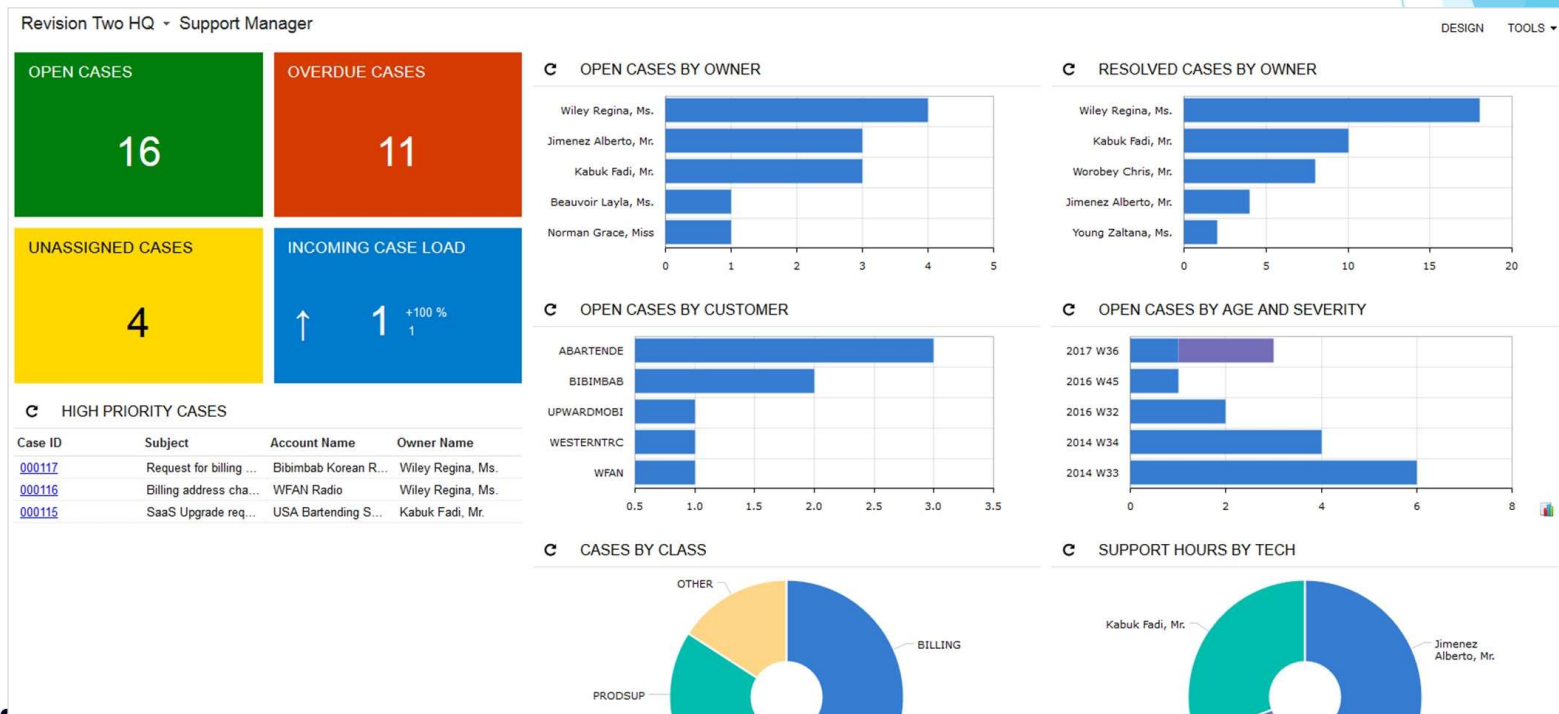 Revision Two HQ - Support Manager
DESIGN TOOLS
OPEN CASES
16
OVERDUE CASES
11
UNASSIGNED CASES
4
INCOMING CASE LOAD
↑ 1 +100 %
1
HIGH PRIORITY CASES
Case ID Subject Account Name Owner Name
000117 Request for billing ... Bibimbab Korean R... Wiley Regina, Ms.
000116 Billing address cha... WFAN Radio Wiley Regina, Ms.
000115 SaaS Upgrade req... USA Bartending S... Kabuk Fadi, Mr.
OPEN CASES BY OWNER
Wiley Regina, Ms.
Jimenez Alberto, Mr.
Kabuk Fadi, Mr.
Beauvoir Layla, Ms.
Norman Grace, Miss
0 1 2 3 4 5
RESOLVED CASES BY OWNER
Wiley Regina, Ms.
Kabuk Fadi, Mr.
Worobey Chris, Mr.
Jimenez Alberto, Mr.
Young Zaltana, Ms.
0 5 10 15 20
OPEN CASES BY CUSTOMER
ABARTENDE
BIBIMBAB
UPWARDMOBI
WESTERNTRC
WFAN
0.5 1.0 1.5 2.0 2.5 3.0 3.5
OPEN CASES BY AGE AND SEVERITY
2017 W36
2016 W45
2016 W32
2014 W34
2014 W33
0 2 4 6 8
CASES BY CLASS
OTHER
BILLING
PRODSUP
SUPPORT HOURS BY TECH
Kabuk Fadi, Mr.
Jimenez
Alberto, Mr.